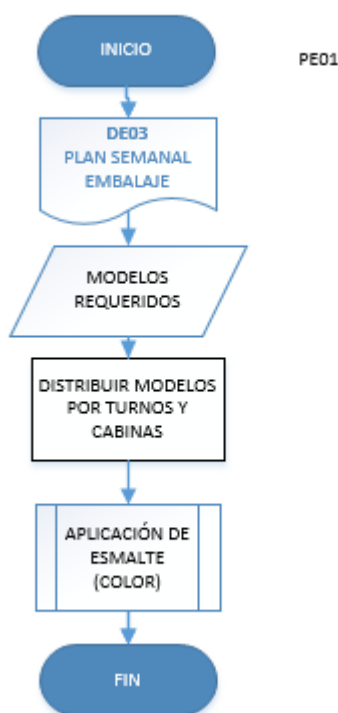 INICIO
PE01
DE03
PLAN SEMANAL
EMBALAJE
MODELOS
REQUERIDOS
DISTRIBUIR MODELOS
POR TURNOS Y
CABINAS
APLICACIÓN DE
ESMALTE
(COLOR)
FIN